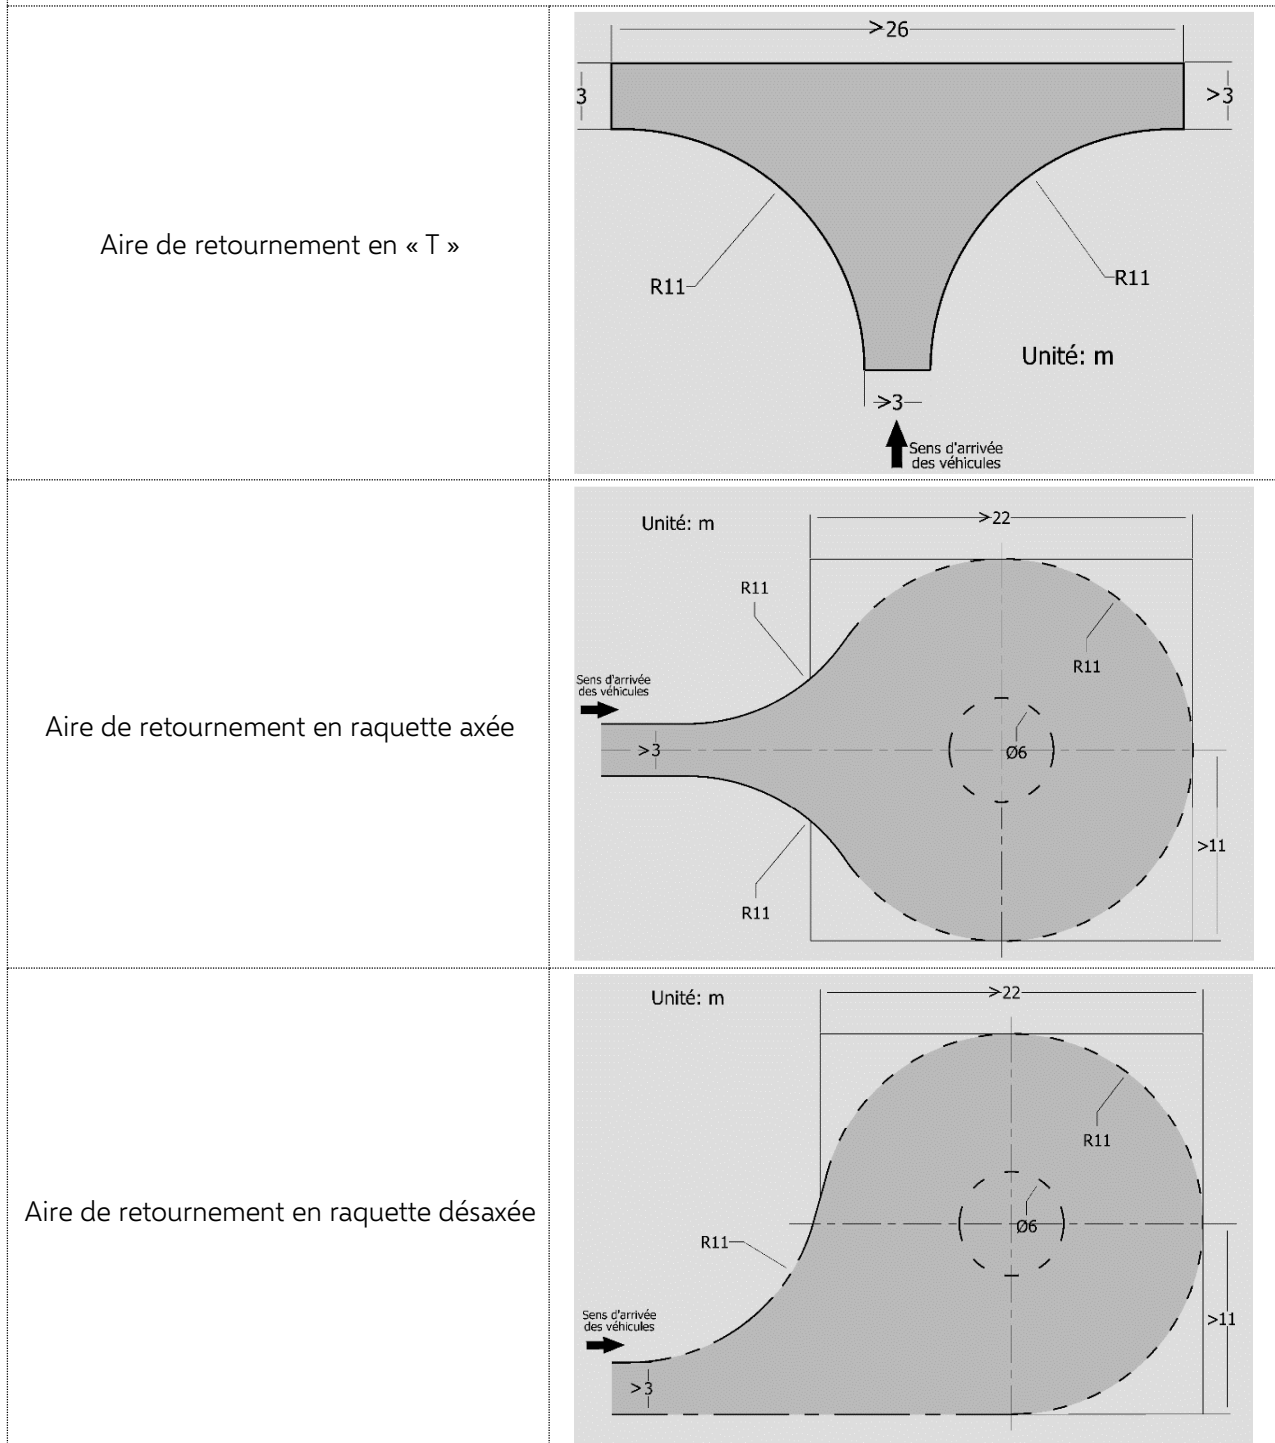 >26
3
>3
Aire de retournement en « T »
R11
R11
Unité: m
>3
Sens d'arrivée
des véhicules
Unité: m
>22
R11
R11
Sens d'arrivée
des véhicules
Aire de retournement en raquette axée
>3
Ø6
>11
R11
Unité: m
>22
R11
Aire de retournement en raquette désaxée
Ø6
R11
Sens d'arrivée
des véhicules
>11
>3